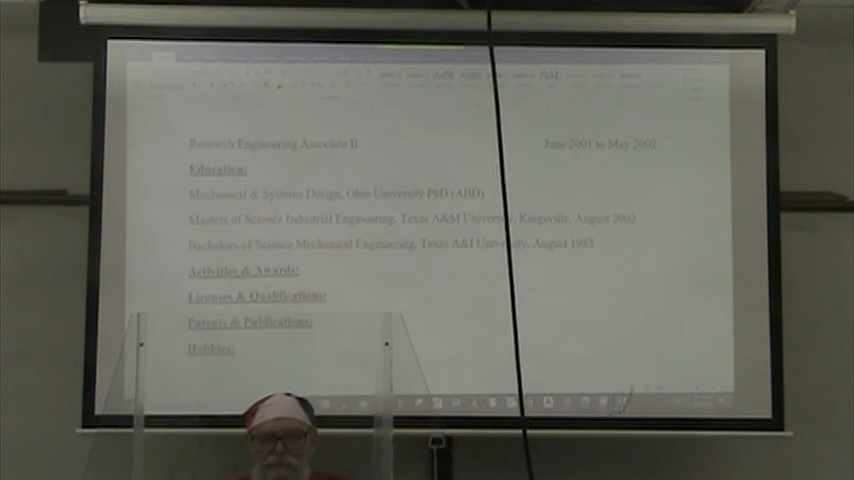 Research Engineering Associate II June 2001 to May 2002
Education:
Mechanical & Systems Design, Ohio University PhD (ABD)
Masters of Science Industrial Engineering, Texas A&M University, Kingsville, August 2002
Bachelors of Science Mechanical Engineering, Texas A&I University, August 1983
Activities & Awards:
Licenses & Qualifications:
Patents & Publications:
Hobbies: